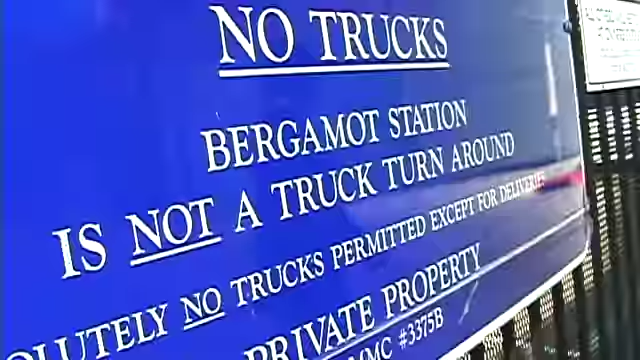 NO TRUCKS
BERGAMOT STATION
IS NOT A TRUCK TURN AROUND
OLUTELY NO TRUCKS PERMITTED EXCEPT FOR DELIVERIES
PRIVATE PROPERTY
MMC #3375B